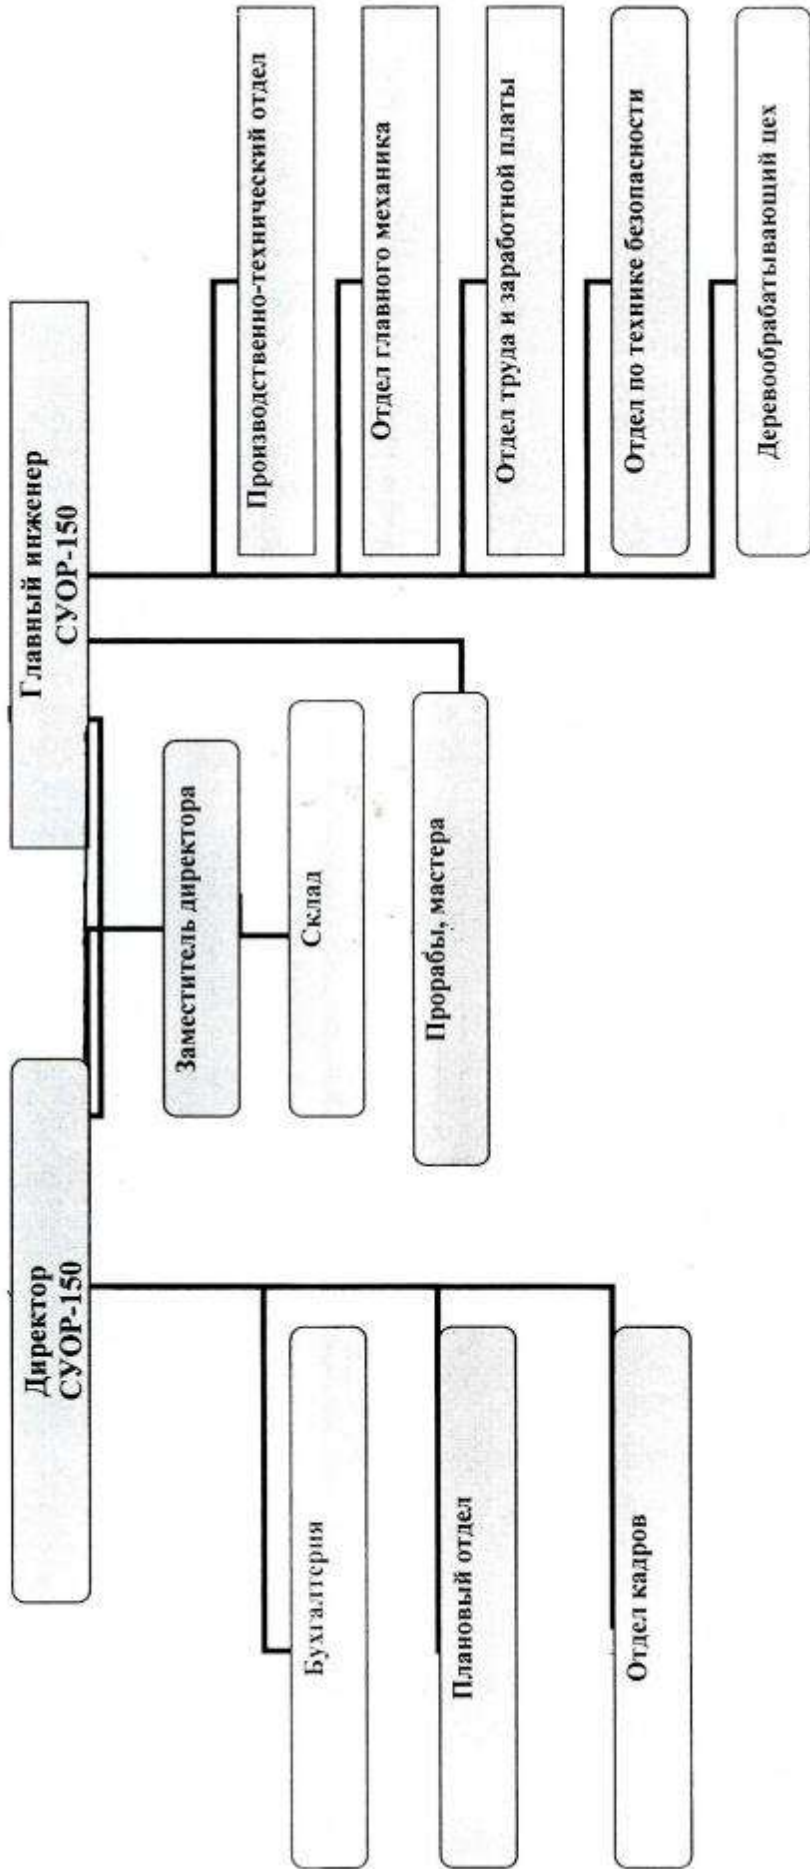 Директор
СУОР-150
Главный инженер
СУОР-150
Заместитель директора
Склад
Прорабы, мастера
Бухгалтерия
Плановый отдел
Отдел кадров
Производственно-технический отдел
Отдел главного механика
Отдел труда и заработной платы
Отдел по технике безопасности
Деревообрабатывающий цех